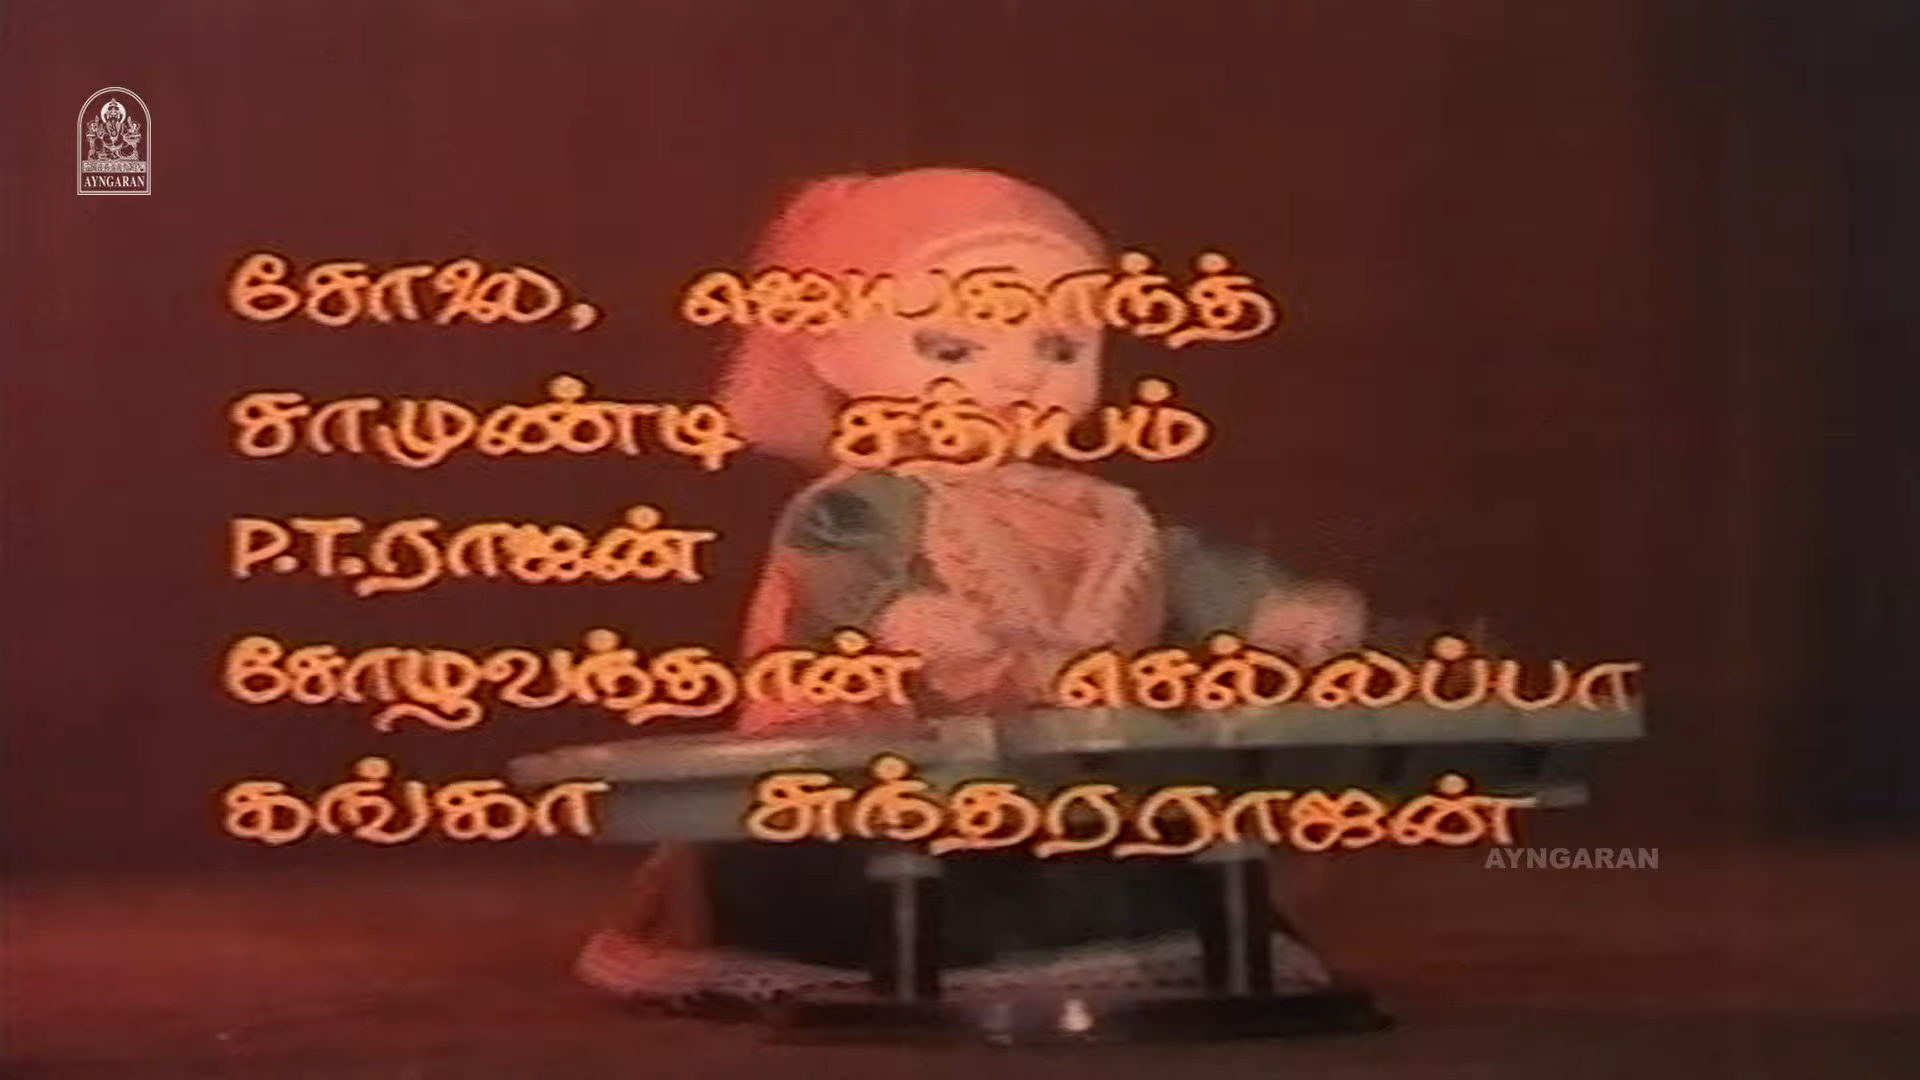 AYNGARAN
சோலை, ஜெயகாந்த்
சாமுண்டி சத்யம்
P.T.ராஜன்
சோழவந்தான் செல்லப்பா
கங்கா சுந்தரராஜன்
AYNGARAN